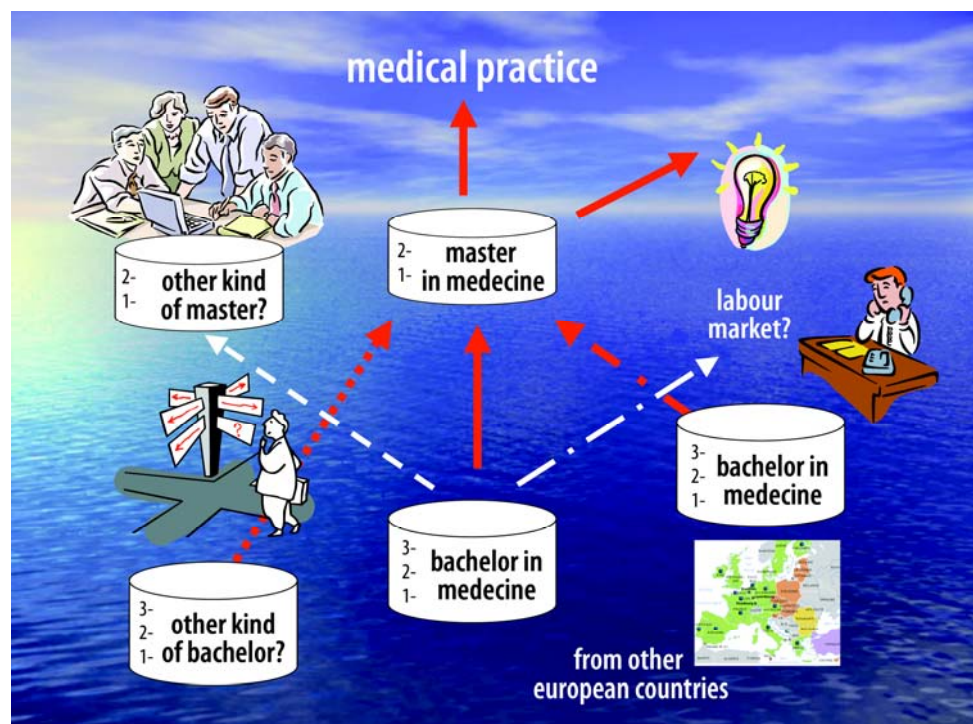 medical practice
2-
1-
other kind
of master?
2-
1-
master
in medecine
labour
market?
?
3-
2-
1-
bachelor in
medecine
3-
2-
1-
bachelor in
medecine
3-
2-
1-
other kind
of bachelor?
from other
european countries